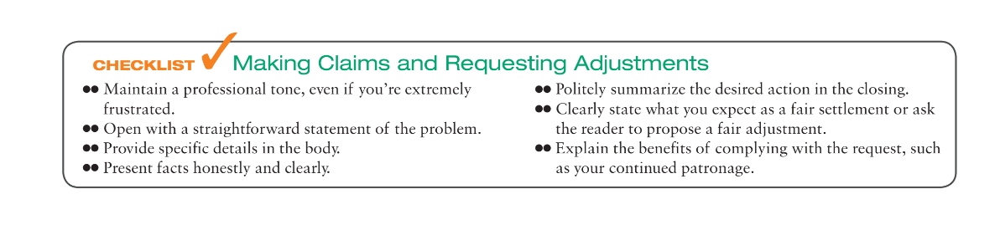 CHECKLIST ✓ Making Claims and Requesting Adjustments
●● Maintain a professional tone, even if you’re extremely
frustrated.
●● Open with a straightforward statement of the problem.
●● Provide specific details in the body.
●● Present facts honestly and clearly.
●● Politely summarize the desired action in the closing.
●● Clearly state what you expect as a fair settlement or ask
the reader to propose a fair adjustment.
●● Explain the benefits of complying with the request, such
as your continued patronage.